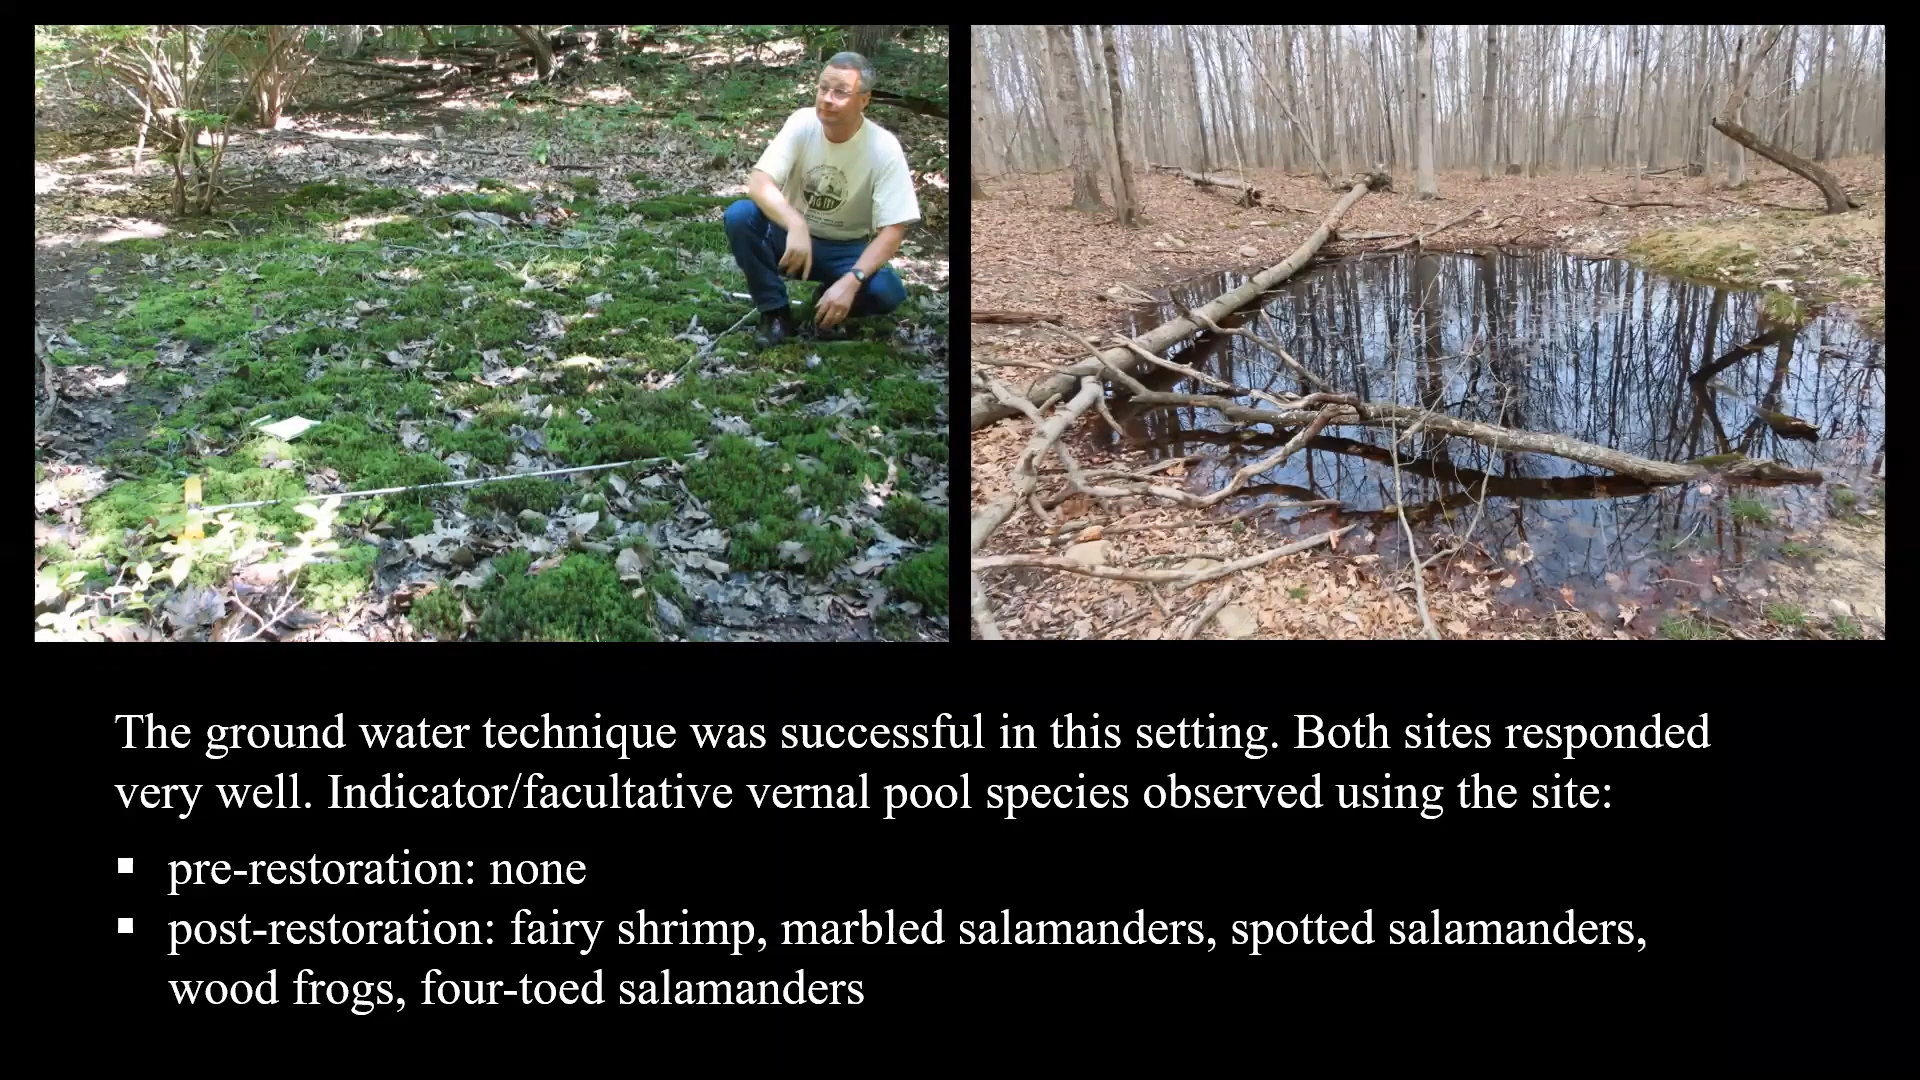 DIG IT!
The ground water technique was successful in this setting. Both sites responded
very well. Indicator/facultative vernal pool species observed using the site:
▪ pre-restoration: none
▪ post-restoration: fairy shrimp, marbled salamanders, spotted salamanders,
wood frogs, four-toed salamanders